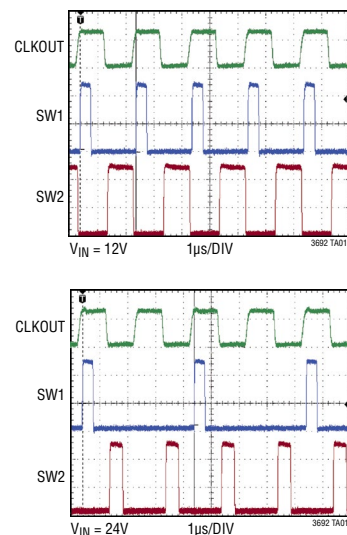 T
CLKOUT
SW1
SW2
V_IN = 12V 1µs/DIV 3692 TA01
T
CLKOUT
SW1
SW2
V_IN = 24V 1µs/DIV 3692 TA01